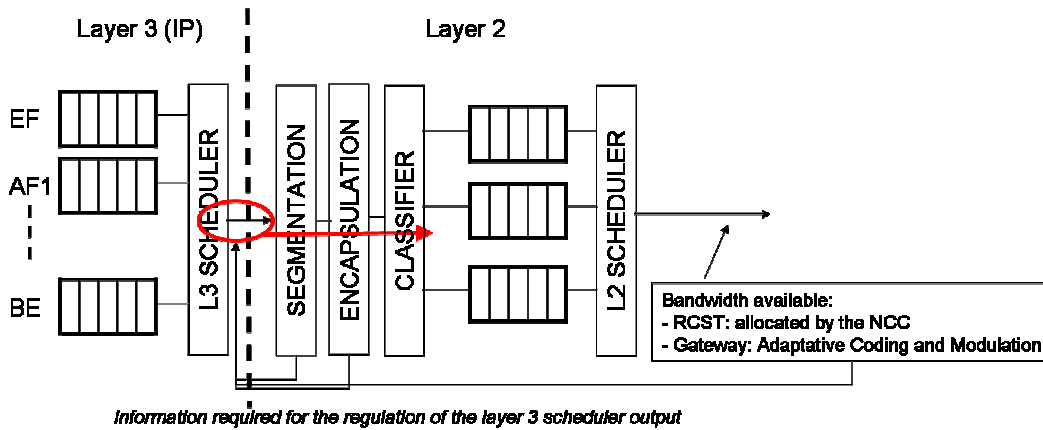 Layer 3 (IP)
Layer 2
EF
AF1
BE
L3 SCHEDULER
SEGMENTATION
ENCAPSULATION
CLASSIFIER
L2 SCHEDULER
Bandwidth available:
- RCST: allocated by the NCC
- Gateway: Adaptative Coding and Modulation
Information required for the regulation of the layer 3 scheduler output